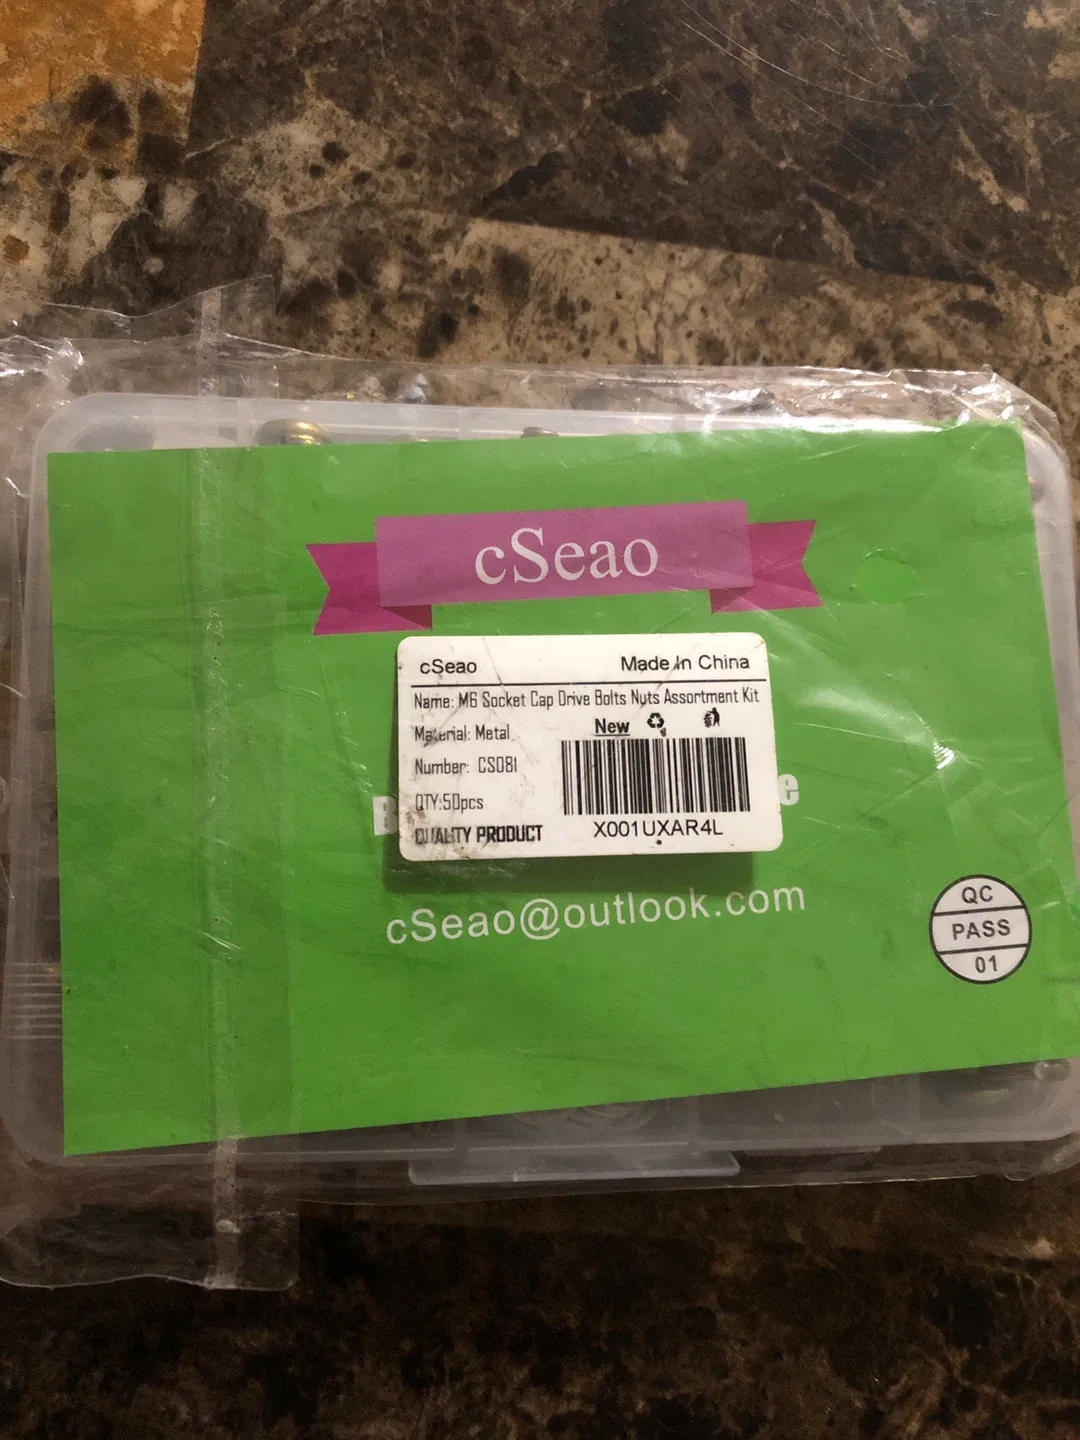 cSeao
cSeao Made In China
Name: M6 Socket Cap Drive Bolts Nuts Assortment Kit
Material: Metal
New
Number: CS081
QTY:50pcs
QUALITY PRODUCT
X001UXAR4L
cSeao@outlook.com
QC
PASS
01